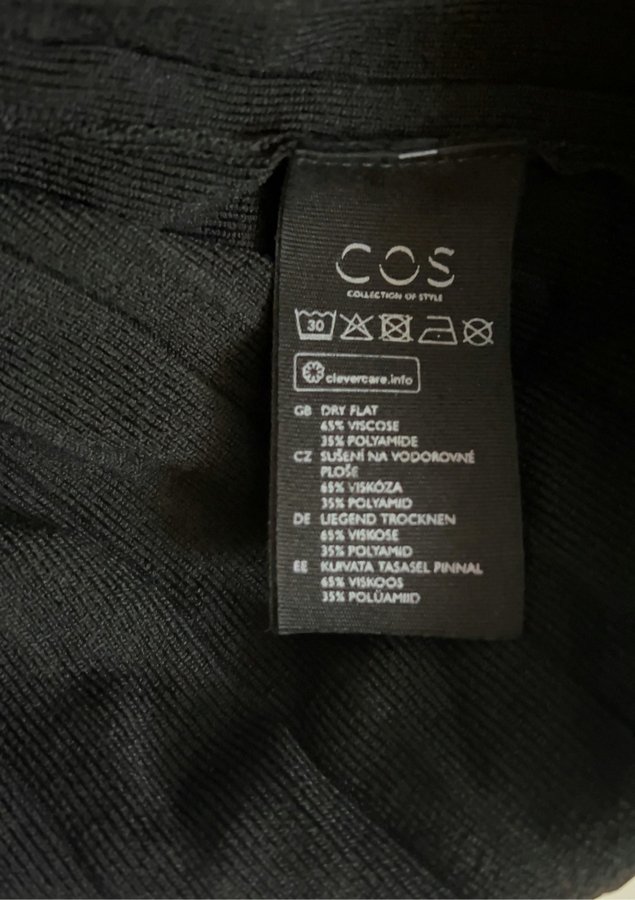 COS
COLLECTION OF STYLE
30
clevercare.info
GB DRY FLAT
65% VISCOSE
35% POLYAMIDE
CZ SUŠENÍ NA VODOROVNÉ
PLOŠE
65% VISKÓZA
35% POLYAMID
DE LIEGEND TROCKNEN
65% VISKOSE
35% POLYAMID
EE KUIVATA TASASEL PINNAL
65% VISKOOS
35% POLÜAMIID